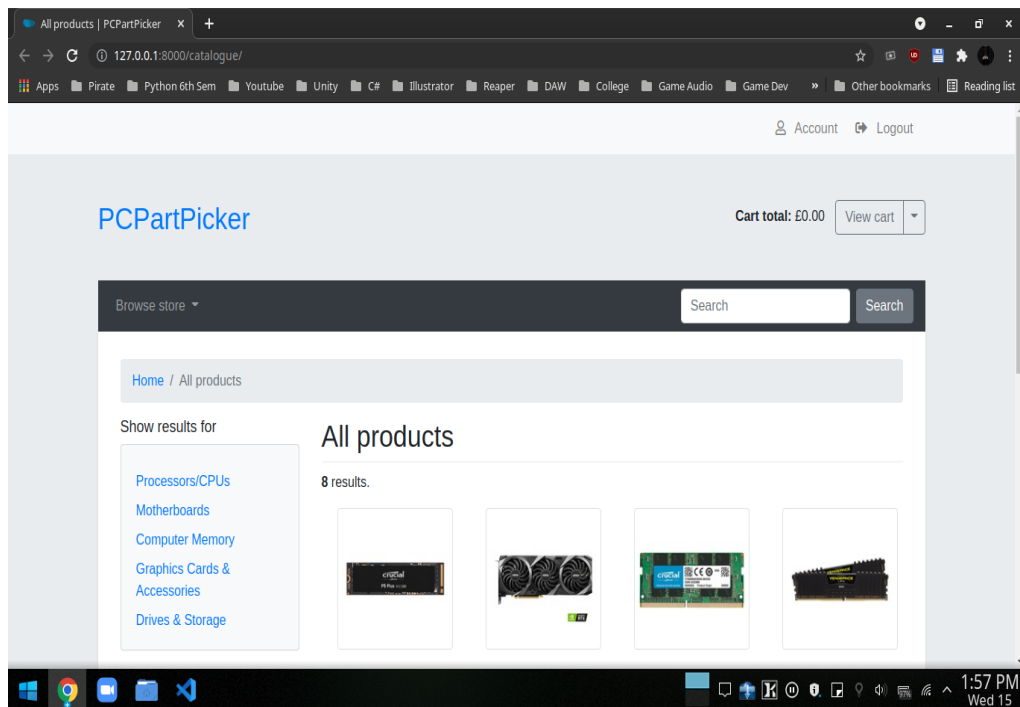 All products | PCPartPicker
127.0.0.1:8000/catalogue/
Apps Pirate Python 6th Sem Youtube Unity C# Illustrator Reaper DAW College Game Audio Game Dev » Other bookmarks Reading list
Account Logout
PCPartPicker
Cart total: £0.00 View cart
Browse store
Search Search
Home / All products
Show results for
All products
Processors/CPUs
8 results.
Motherboards
Computer Memory
Graphics Cards &
Accessories
Drives & Storage
crucial
crucial
VENGEANCE
1:57 PM
Wed 15